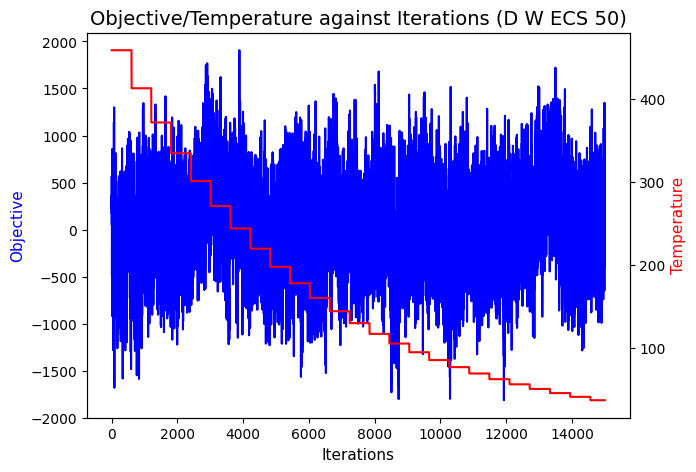 Objective/Temperature against Iterations (D W ECS 50)
2000
1500
1000
500
0
−500
−1000
−1500
−2000
Objective
400
300
200
100
Temperature
0 2000 4000 6000 8000 10000 12000 14000
Iterations